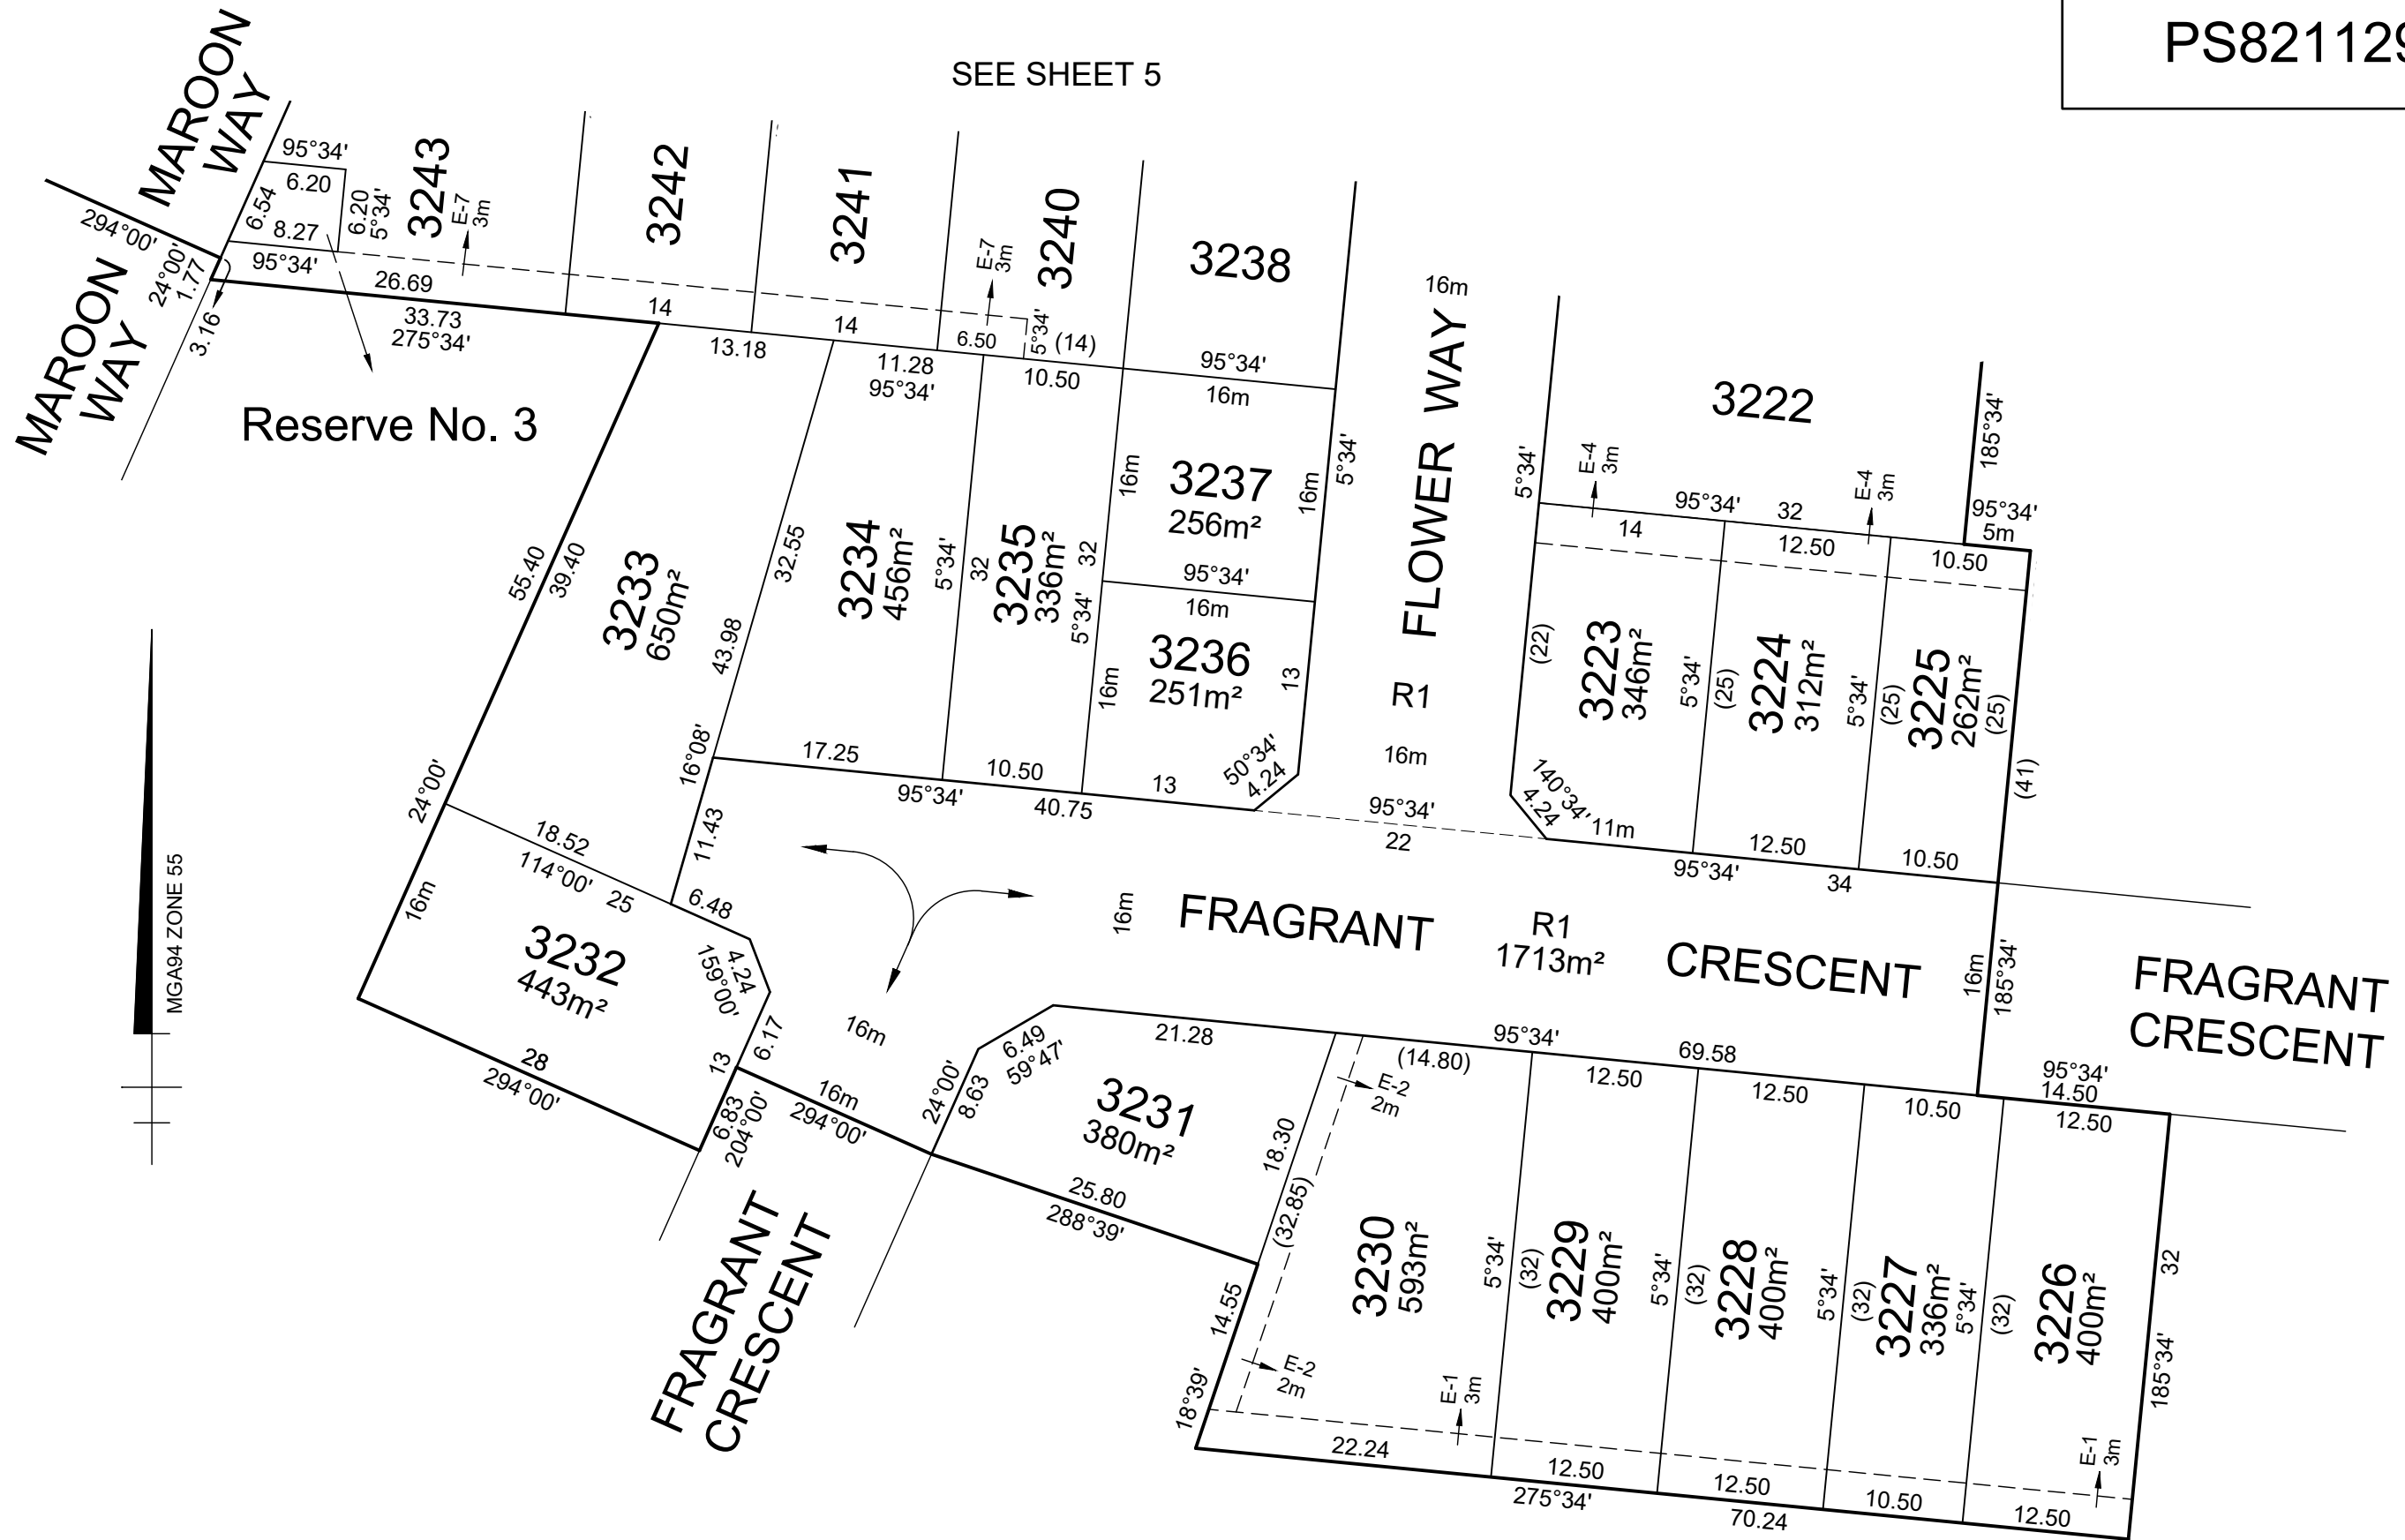 PS821129
SEE SHEET 5
MAROON
WAY
MAROON
WAY
294°00'
24°00'
1.77
3.16
6.54
95°34'
6.20
6.20
5°34'
8.27
95°34'
26.69
33.73
275°34'
3243
E-7
3m
3242
3241
3240
E-7
3m
3238
14
14
6.50
5°34'
(14)
13.18
11.28
95°34'
10.50
95°34'
16m
Reserve No. 3
55.40
39.40
24°00'
3233
650m²
32.55
43.98
16°08'
11.43
3234
456m²
5°34'
32
3235
336m²
32
5°34'
16m
3237
256m²
16m
5°34'
95°34'
16m
3236
251m²
16m
13
50°34'
4.24
17.25
10.50
13
95°34'
40.75
16m
FLOWER WAY
R1
16m
95°34'
22
3222
185°34'
5°34'
E-4
3m
95°34'
32
E-4
3m
95°34'
5m
14
12.50
10.50
(22)
3223
346m²
5°34'
(25)
3224
312m²
5°34'
(25)
3225
262m²
(25)
(41)
140°34'
4.24
11m
12.50
10.50
95°34'
34
MGA94 ZONE 55
18.52
114°00'
25
6.48
16m
3232
443m²
4.24
159°00'
6.17
13
28
294°00'
6.83
204°00'
16m
16m
294°00'
16m
FRAGRANT
R1
1713m²
CRESCENT
16m
185°34'
FRAGRANT
CRESCENT
24°00'
8.63
6.49
59°47'
21.28
3231
380m²
25.80
288°39'
18.30
(32.85)
14.55
18°39'
(14.80)
95°34'
69.58
E-2
2m
12.50
12.50
10.50
95°34'
14.50
12.50
3230
593m²
5°34'
(32)
3229
400m²
5°34'
(32)
3228
400m²
5°34'
(32)
3227
336m²
5°34'
(32)
3226
400m²
32
185°34'
FRAGRANT
CRESCENT
E-2
2m
E-1
3m
E-1
3m
22.24
12.50
12.50
10.50
12.50
275°34'
70.24